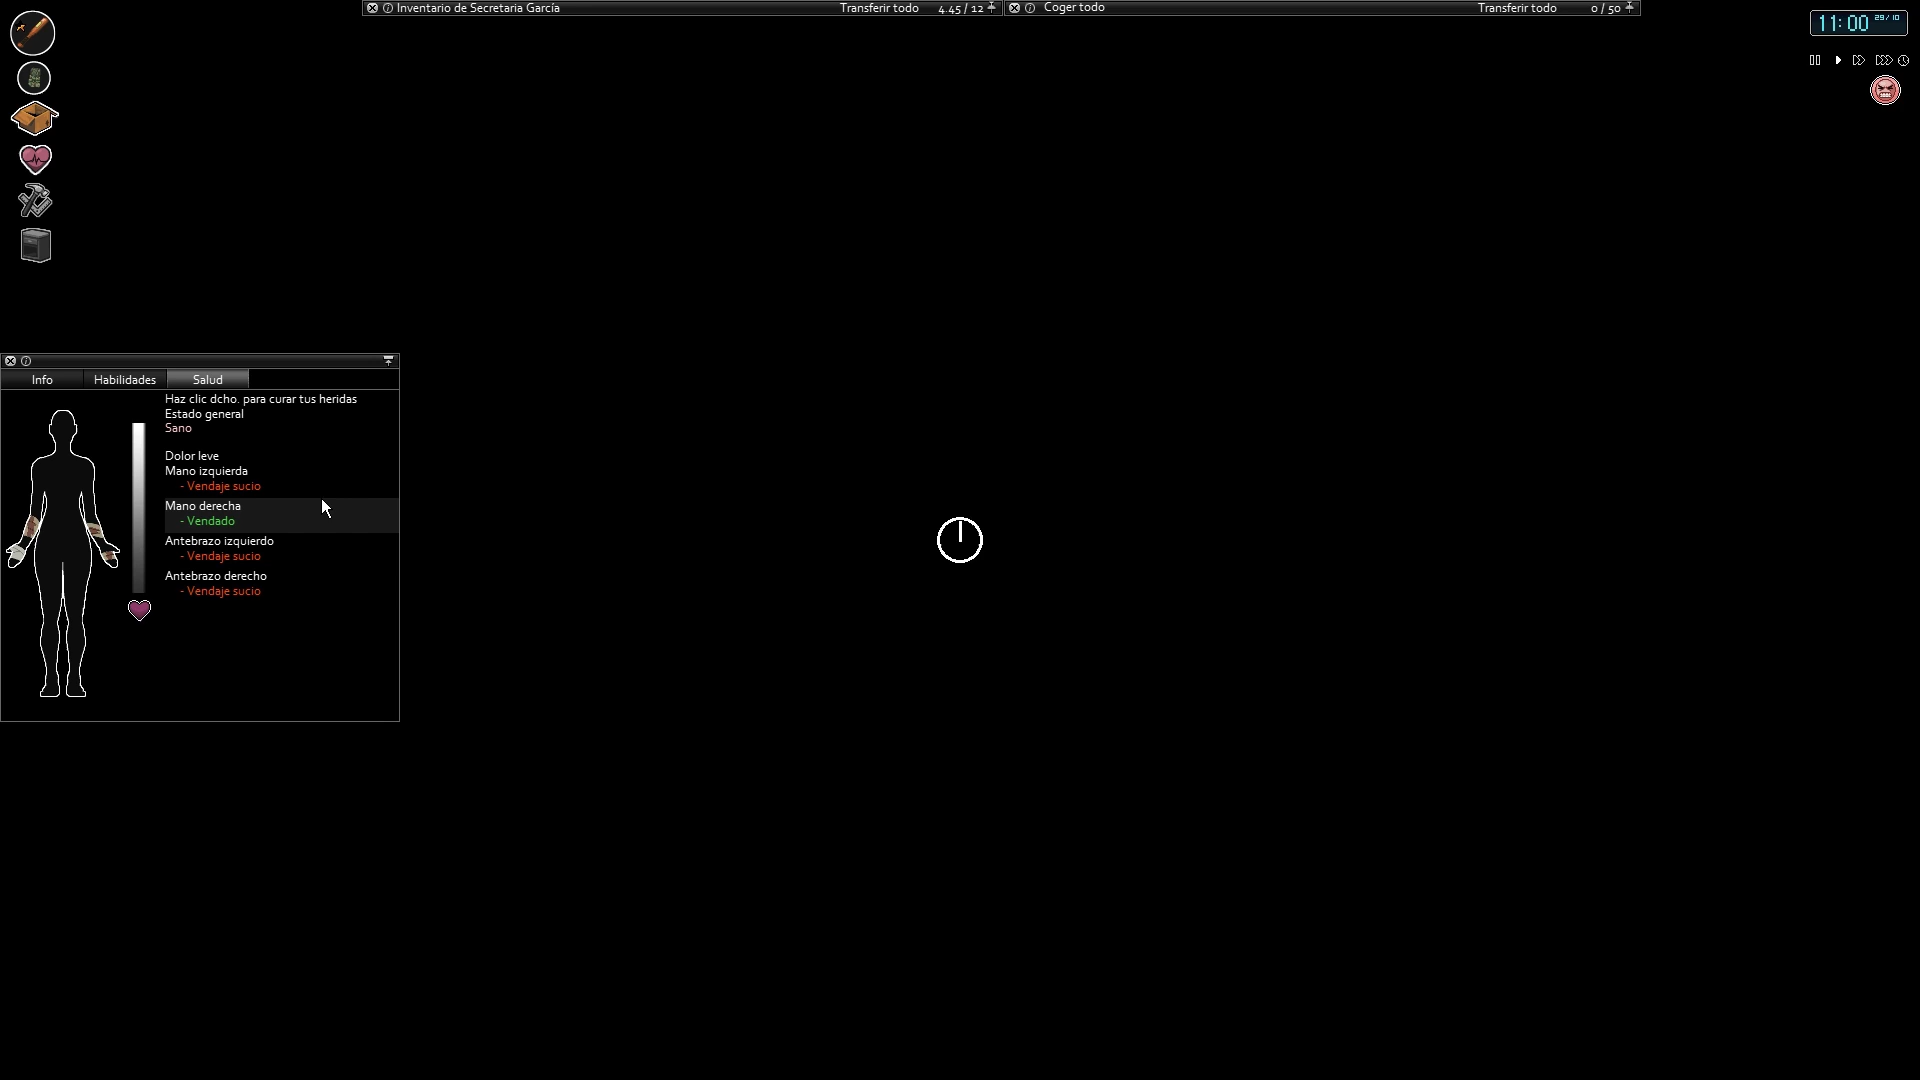 Inventario de Secretaria García Transferir todo 4.45 / 12
Coger todo Transferir todo 0 / 50
11:00 29/10
Info Habilidades Salud
Haz clic dcho. para curar tus heridas
Estado general
Sano
Dolor leve
Mano izquierda
- Vendaje sucio
Mano derecha
- Vendado
Antebrazo izquierdo
- Vendaje sucio
Antebrazo derecho
- Vendaje sucio